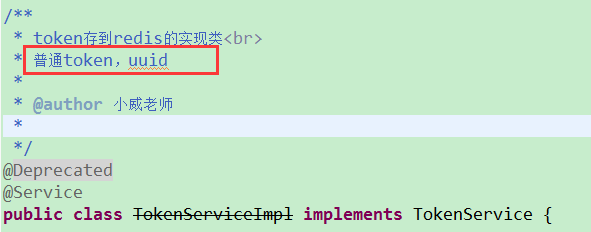 /**
 * token存到redis的实现类<br>
 * 普通token，uuid
 *
 * @author 小威老师
 *
 */
@Deprecated
@Service
public class TokenServiceImpl implements TokenService {